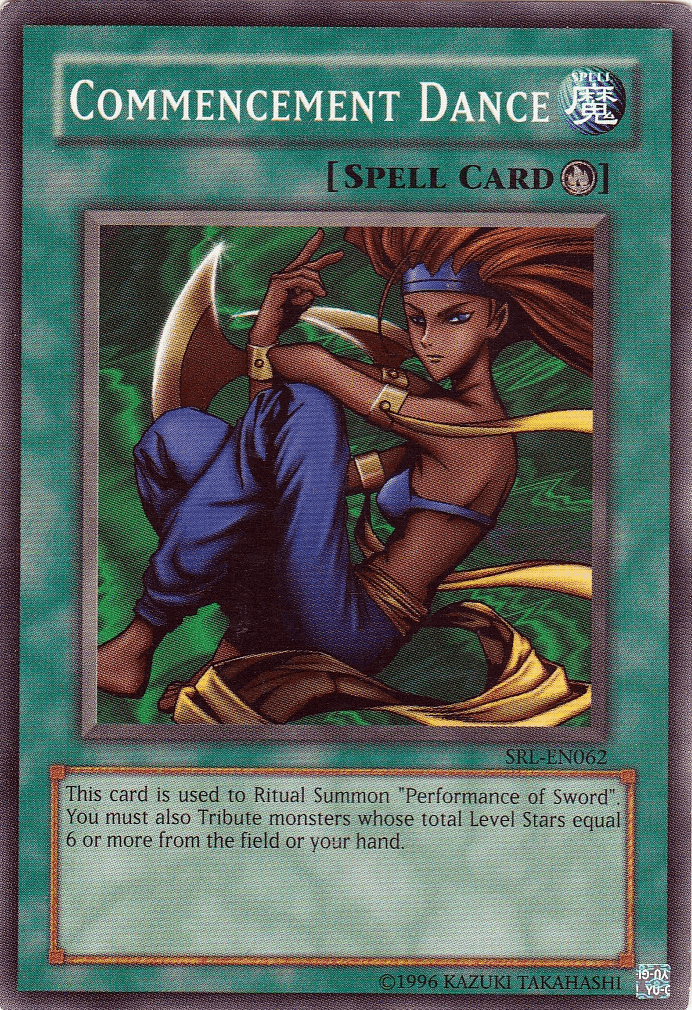 COMMENCEMENT DANCE
SPELL
魔
[SPELL CARD]
SRL-EN062
This card is used to Ritual Summon "Performance of Sword".
You must also Tribute monsters whose total Level Stars equal
6 or more from the field or your hand.
©1996 KAZUKI TAKAHASHI